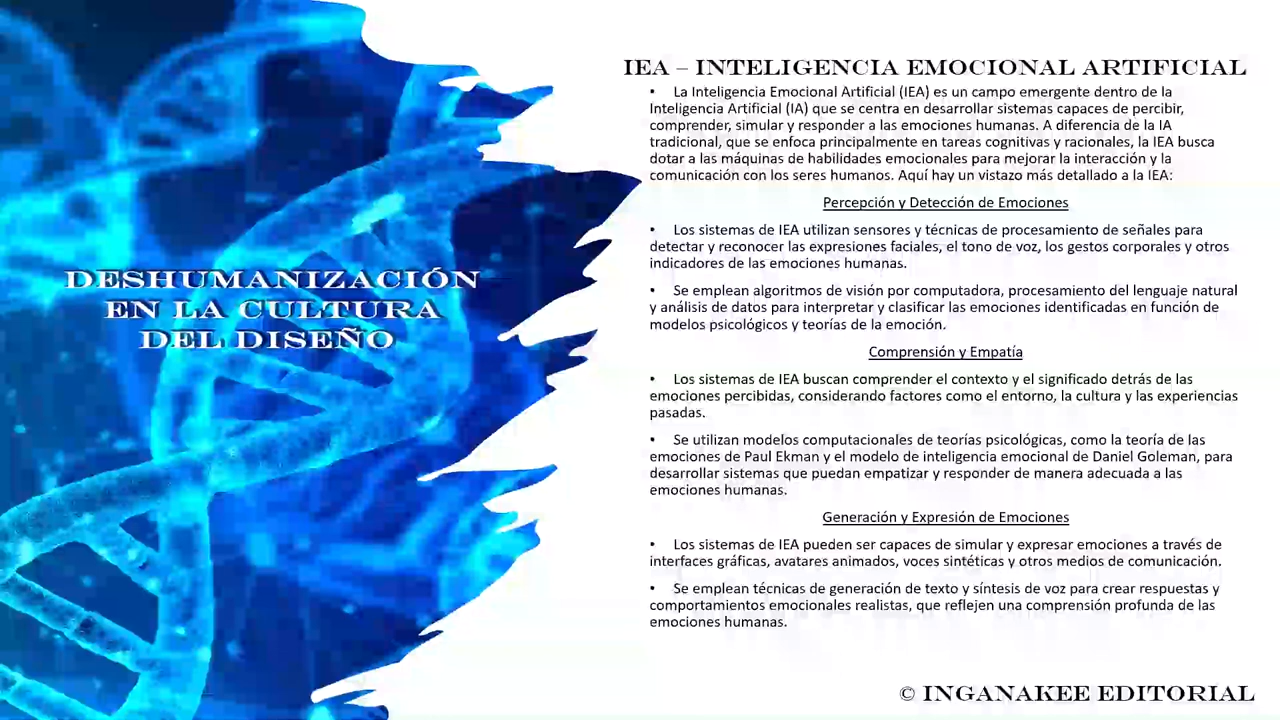 DESHUMANIZACIÓN
EN LA CULTURA
DEL DISEÑO
IEA – INTELIGENCIA EMOCIONAL ARTIFICIAL
• La Inteligencia Emocional Artificial (IEA) es un campo emergente dentro de la
Inteligencia Artificial (IA) que se centra en desarrollar sistemas capaces de percibir,
comprender, simular y responder a las emociones humanas. A diferencia de la IA
tradicional, que se enfoca principalmente en tareas cognitivas y racionales, la IEA busca
dotar a las máquinas de habilidades emocionales para mejorar la interacción y la
comunicación con los seres humanos. Aquí hay un vistazo más detallado a la IEA:
Percepción y Detección de Emociones
• Los sistemas de IEA utilizan sensores y técnicas de procesamiento de señales para
detectar y reconocer las expresiones faciales, el tono de voz, los gestos corporales y otros
indicadores de las emociones humanas.
• Se emplean algoritmos de visión por computadora, procesamiento del lenguaje natural
y análisis de datos para interpretar y clasificar las emociones identificadas en función de
modelos psicológicos y teorías de la emoción.
Comprensión y Empatía
• Los sistemas de IEA buscan comprender el contexto y el significado detrás de las
emociones percibidas, considerando factores como el entorno, la cultura y las experiencias
pasadas.
• Se utilizan modelos computacionales de teorías psicológicas, como la teoría de las
emociones de Paul Ekman y el modelo de inteligencia emocional de Daniel Goleman, para
desarrollar sistemas que puedan empatizar y responder de manera adecuada a las
emociones humanas.
Generación y Expresión de Emociones
• Los sistemas de IEA pueden ser capaces de simular y expresar emociones a través de
interfaces gráficas, avatares animados, voces sintéticas y otros medios de comunicación.
• Se emplean técnicas de generación de texto y síntesis de voz para crear respuestas y
comportamientos emocionales realistas, que reflejen una comprensión profunda de las
emociones humanas.
© INGANAKEE EDITORIAL